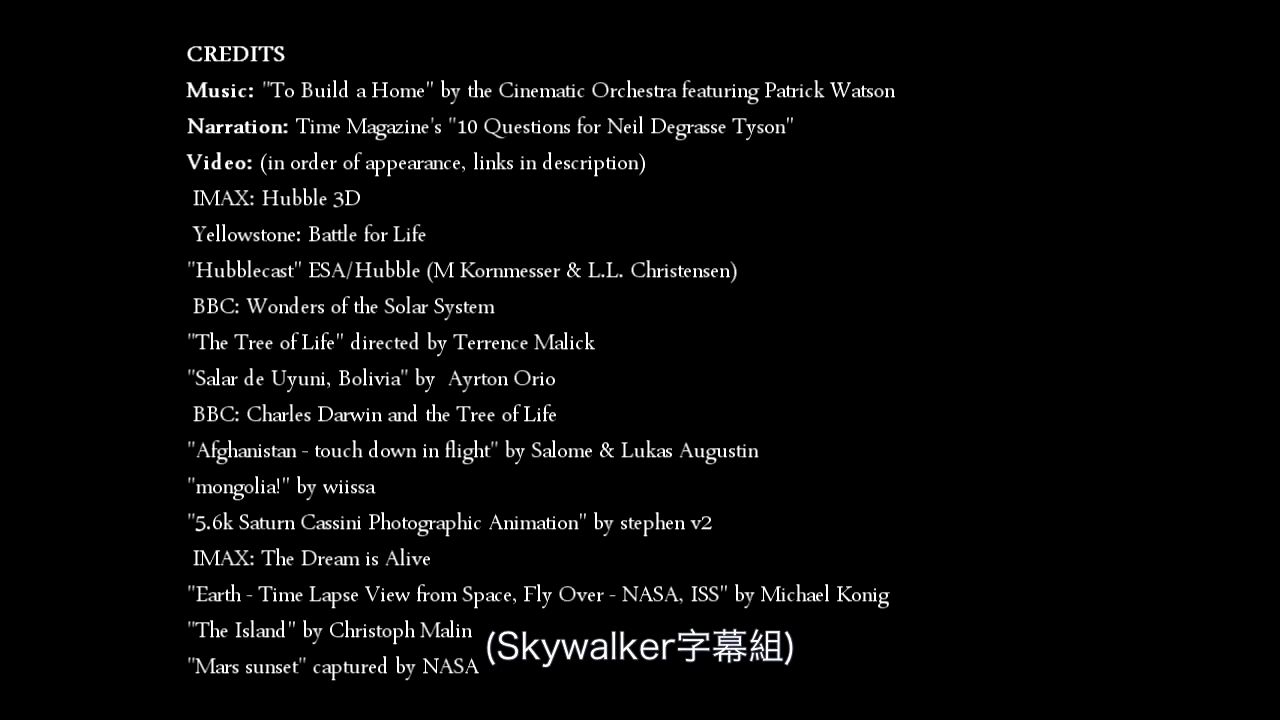 CREDITS
Music: "To Build a Home" by the Cinematic Orchestra featuring Patrick Watson
Narration: Time Magazine's "10 Questions for Neil Degrasse Tyson"
Video: (in order of appearance, links in description)
IMAX: Hubble 3D
Yellowstone: Battle for Life
"Hubblecast" ESA/Hubble (M Kornmesser & L.L. Christensen)
BBC: Wonders of the Solar System
"The Tree of Life" directed by Terrence Malick
"Salar de Uyuni, Bolivia" by Ayrton Orio
BBC: Charles Darwin and the Tree of Life
"Afghanistan - touch down in flight" by Salome & Lukas Augustin
"mongolia!" by wiissa
"5.6k Saturn Cassini Photographic Animation" by stephen v2
IMAX: The Dream is Alive
"Earth - Time Lapse View from Space, Fly Over - NASA, ISS" by Michael Konig
"The Island" by Christoph Malin
(Skywalker字幕組)
"Mars sunset" captured by NASA